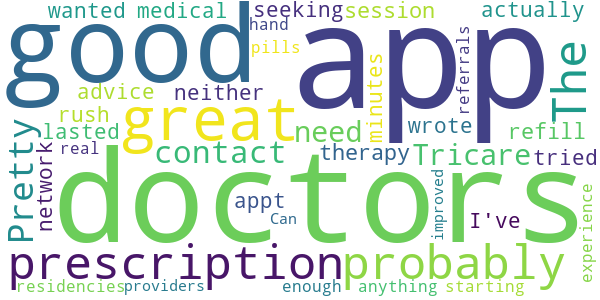 wanted medical seeking session actually
hand
good app The
pills
advice neither minutes referrals
rush great need wrote refill
lasted
Pretty network real contact therapy Tricare tried
doctors
appt I've
Can improved experience
prescription probably
residencies providers enough anything starting